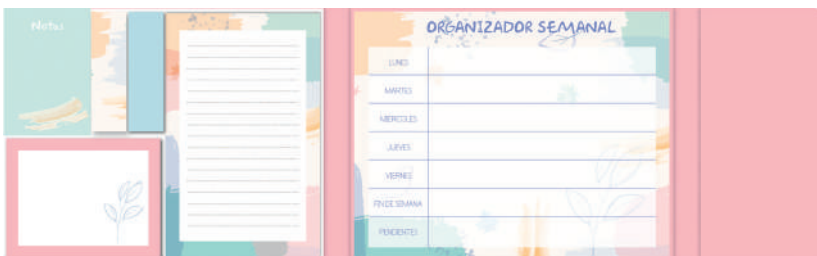 Notas
ORGANIZADOR SEMANAL
LUNES
MARTES
MIERCOLES
JUEVES
VIERNES
FIN DE SEMANA
PENDIENTES